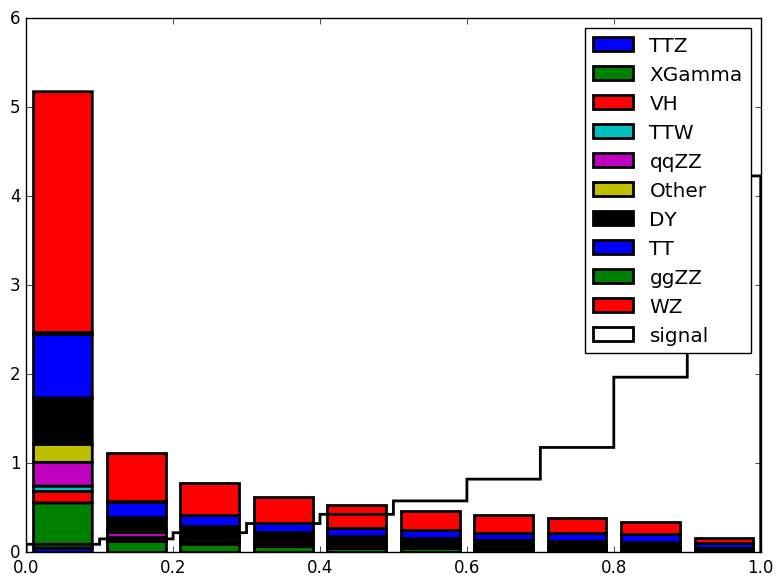 6
5
4
3
2
1
0
0.0
0.2
0.4
0.6
0.8
1.0
TTZ
XGamma
VH
TTW
qqZZ
Other
DY
TT
ggZZ
WZ
signal